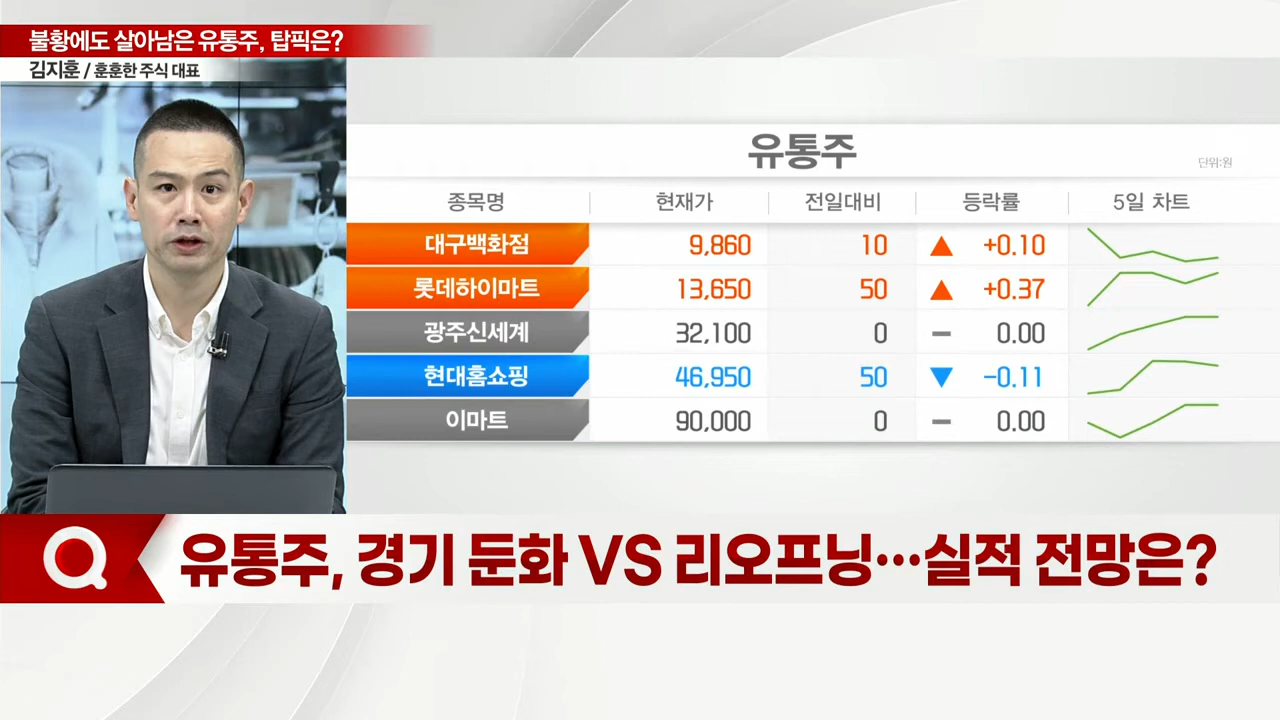 불황에도 살아남은 유통주, 탑픽은?
김지훈 / 훈훈한 주식 대표
유통주
단위:원
종목명 현재가 전일대비 등락률 5일 차트
대구백화점 9,860 10 ▲ +0.10
롯데하이마트 13,650 50 ▲ +0.37
광주신세계 32,100 0 - 0.00
현대홈쇼핑 46,950 50 ▼ -0.11
이마트 90,000 0 - 0.00
Q 유통주, 경기 둔화 VS 리오프닝…실적 전망은?